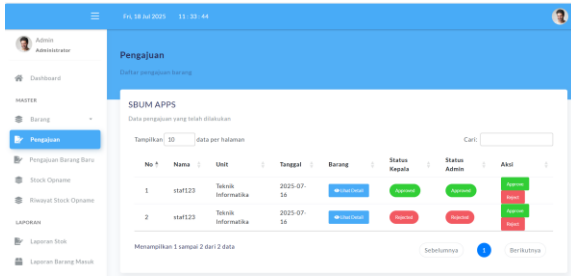 Fri, 18 Jul 2025 11 : 33 : 44
Admin
Administrator
Dashboard
MASTER
Barang
Pengajuan
Pengajuan Barang Baru
Stock Opname
Riwayat Stock Opname
LAPORAN
Laporan Stok
Laporan Barang Masuk
Pengajuan
Daftar pengajuan barang
SBUM APPS
Data pengajuan yang telah dilakukan
Tampilkan 10 data per halaman
Cari:
No Nama Unit Tanggal Barang Status Kepala Status Admin Aksi
1 staf123 Teknik Informatika 2025-07-16 Lihat Detail Approved Approved Approve Reject
2 staf123 Teknik Informatika 2025-07-16 Lihat Detail Rejected Rejected Approve Reject
Menampilkan 1 sampai 2 dari 2 data
Sebelumnya 1 Berikutnya